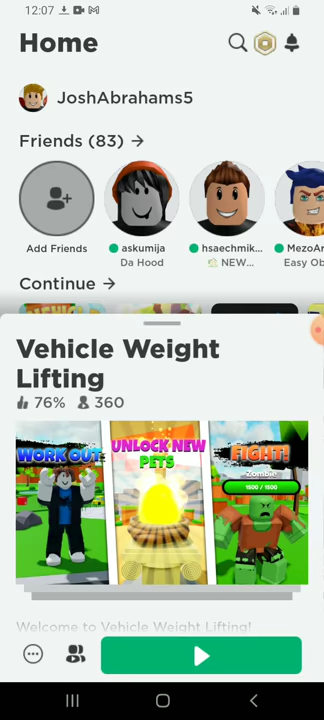 12:07
Home
JoshAbrahams5
Friends (83) →
Add Friends
askumija
Da Hood
hsaechmik...
NEW...
MezoAr
Easy Ob
Continue →
Vehicle Weight
Lifting
76% 360
WORK OUT
UNLOCK NEW
PETS
FIGHT!
Zombie
1500 / 1500
Welcome to Vehicle Weight Lifting!